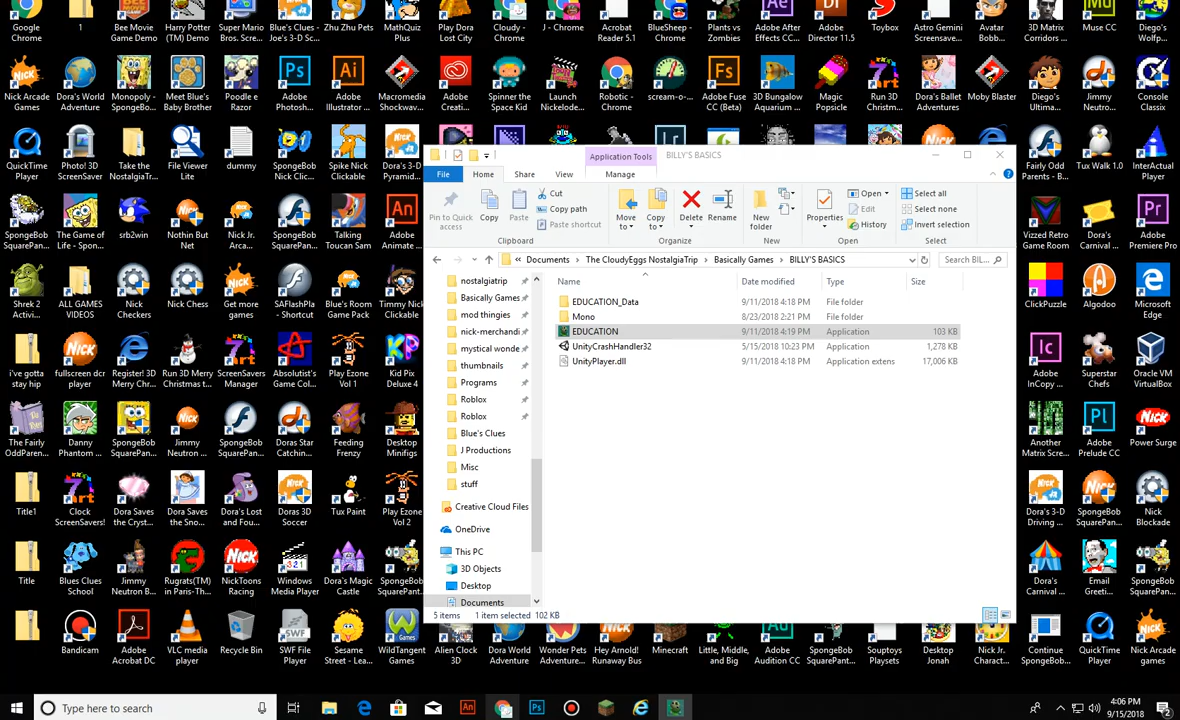 Google Chrome
1
Bee Movie Game Demo
Harry Potter (TM) Demo
Super Mario Bros. Scre...
Blue's Clues - Joe's 3-D Sc...
Zhu Zhu Pets
MathQuiz Plus
Play Dora Lost City
Cloudy - Chrome
J - Chrome
Acrobat Reader 5.1
BlueSheep - Chrome
Plants vs Zombies
Adobe After Effects CC...
Adobe Director 11.5
Toybox
Astro Gemini Screensave...
Avatar Bobb...
3D Matrix Corridors ...
Muse CC
Diego's Wolfp...
Nick Arcade Games
Dora's World Adventure
Monopoly - SpongeBo...
Meet Blue's Baby Brother
Poodle e Razor
Adobe Photosh...
Adobe Illustrator ...
Macromedia Shockwav...
Adobe Creati...
Spinner the Space Kid
Launch Nickelode...
Robotic - Chrome
scream-o-...
Adobe Fuse CC (Beta)
3D Bungalow Aquarium ...
Magic Popsicle
Run 3D Christm...
Dora's Ballet Adventures
Moby Blaster
Diego's Ultima...
Jimmy Neutron ...
Console Classix
QuickTime Player
Photo! 3D ScreenSaver
Take the NostalgiaTr...
File Viewer Lite
dummy
SpongeBob Nick Clic...
Spike Nick Clickable
Dora's 3-D Pyramid...
Fairly Odd Parents - B...
Tux Walk 1.0
InterActual Player
Application Tools
BILLY'S BASICS
File
Home
Share
View
Manage
Pin to Quick access
Copy
Paste
Cut
Copy path
Paste shortcut
Move to
Copy to
Delete
Rename
New folder
Properties
Open
Edit
History
Select all
Select none
Invert selection
Clipboard
Organize
New
Open
Select
« Documents › The CloudyEggs NostalgiaTrip › Basically Games › BILLY'S BASICS
Search BIL...
SpongeBob SquarePan...
The Game of Life - Spon...
srb2win
Nothin But Net
Nick Jr. Arca...
SpongeBob SquarePan...
Talking Toucan Sam
Adobe Animate ...
Vizzed Retro Game Room
Dora's Carnival ...
Adobe Premiere Pro
Shrek 2 Activi...
ALL GAMES VIDEOS
Nick Checkers
Nick Chess
Get more games
SAFlashPla - Shortcut
Blue's Room Fave Game
Timmy Nick Clickable
ClickPuzzle
Algodoo
Microsoft Edge
Name
Date modified
Type
Size
EDUCATION_Data 9/11/2018 4:18 PM File folder
Mono 8/23/2018 2:21 PM File folder
EDUCATION 9/11/2018 4:19 PM Application 103 KB
UnityCrashHandler32 5/15/2018 10:23 PM Application 1,278 KB
UnityPlayer.dll 9/11/2018 4:18 PM Application extens 17,006 KB
nostalgiatrip
Basically Games
mod thingies
nick-merchandi
mystical wonde
thumbnails
Programs
Roblox
Roblox
Blue's Clues
J Productions
Misc
stuff
Creative Cloud Files
OneDrive
This PC
3D Objects
Desktop
Documents
5 items
1 item selected 102 KB
i've gotta stay hip
fullscreen dcr player
Register! 3D Merry Chr...
Run 3D Merry Christmas t...
ScreenSavers Manager
Absolutist's Game Col...
Play Ezone Vol 1
Kid Pix Deluxe 4
Adobe InCopy ...
Superstar Chefs
Oracle VM VirtualBox
The Fairly OddParent...
Danny Phantom ...
SpongeBob SquarePan...
Jimmy Neutron ...
SpongeBob SquarePan...
Doras Star Catchin...
Feeding Frenzy
Desktop Minifigs
Another Matrix Scre...
Adobe Prelude CC
Power Surge
Title1
Clock ScreenSavers!
Dora Saves the Cryst...
Dora Saves the Sno...
Dora's Lost and Fou...
Doras 3D Soccer
Tux Paint
Play Ezone Vol 2
Dora's 3-D Driving ...
SpongeBob SquarePan...
Nick Blockade
Title
Blues Clues School
Jimmy Neutron B...
Rugrats(TM) in Paris-Th...
NickToons Racing
Windows Media Player
Dora`s Magic Castle
SpongeBob SquarePant...
Dora's Carnival ...
Email Greeti...
SpongeBob SquarePan...
Bandicam
Adobe Acrobat DC
VLC media player
Recycle Bin
SWF File Player
Sesame Street - Lea...
WildTangent Games
Alien Clock 3D
Dora World Adventure
Wonder Pets Adventure...
Hey Arnold! Runaway Bus
Minecraft
Little, Middle, and Big
Adobe Audition CC
SpongeBob SquarePant...
Souptoys Playsets
Desktop Jonah
Nick Jr. Charact...
Continue SpongeBob...
QuickTime Player
Nick Arcade games
Type here to search
4:06 PM
9/15/2018
2